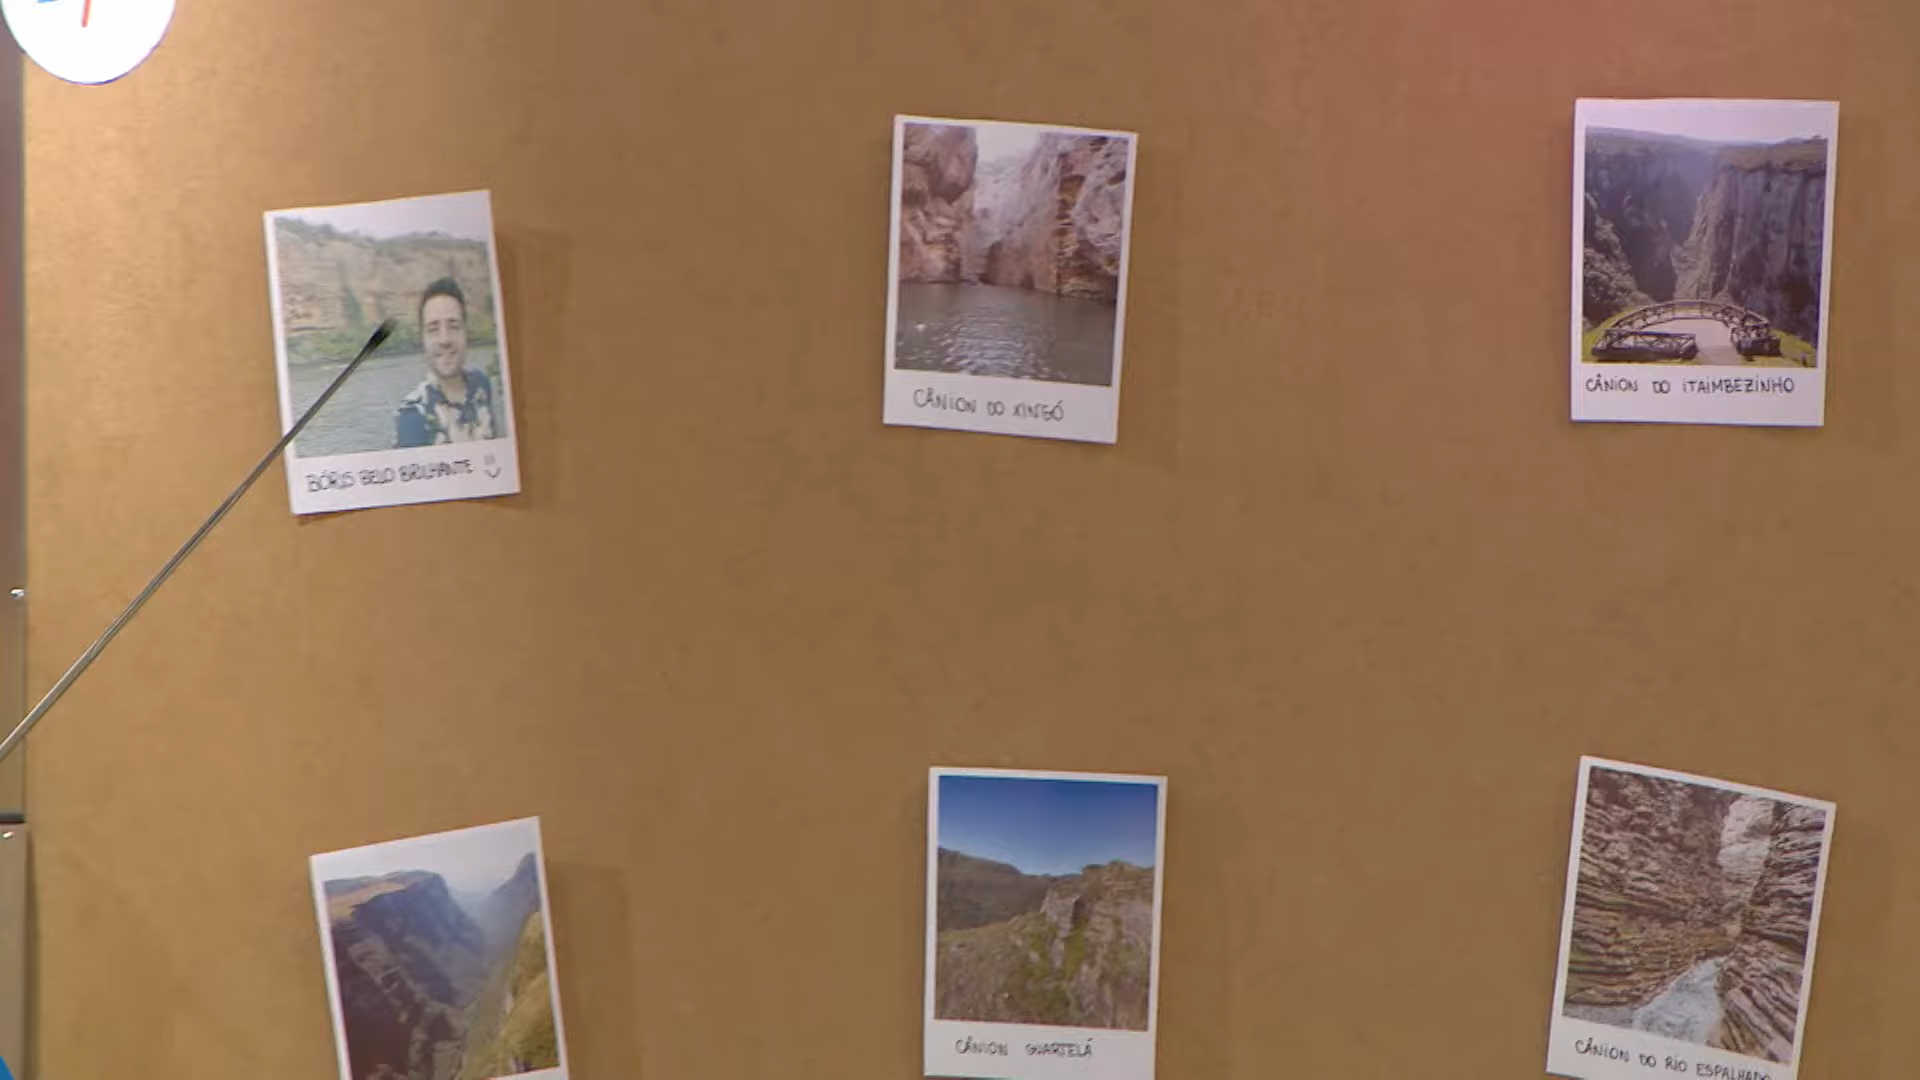 BÓRIS BELO BRILHANTE
CÂNION DO XINGÓ
CÂNION DO ITAIMBEZINHO
CÂNION GUARTELÁ
CÂNION DO RIO ESPALHADO